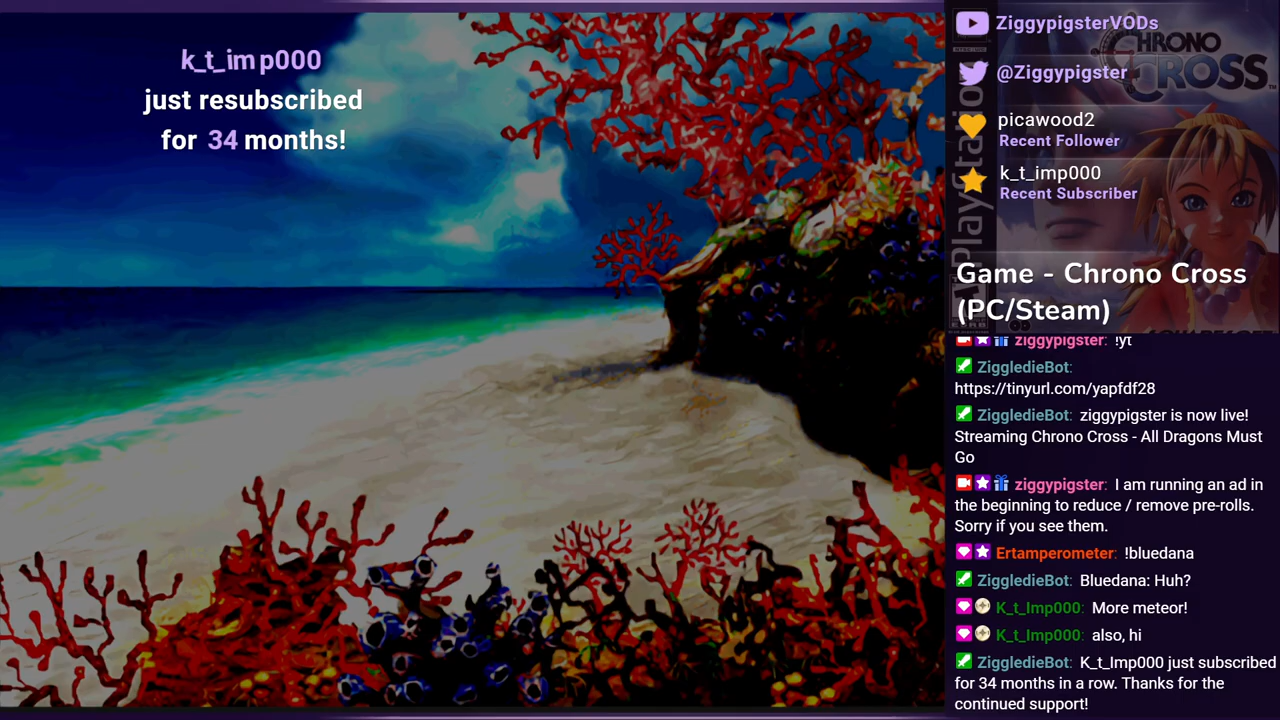 k_t_imp000
just resubscribed
for 34 months!
ZiggypigsterVODs
@Ziggypigster
picawood2
Recent Follower
k_t_imp000
Recent Subscriber
CHRONO
CROSS
PlayStation
Game - Chrono Cross
(PC/Steam)
ziggypigster: !yt
ZiggledieBot:
https://tinyurl.com/yapfdf28
ZiggledieBot: ziggypigster is now live!
Streaming Chrono Cross - All Dragons Must
Go
ziggypigster: I am running an ad in
the beginning to reduce / remove pre-rolls.
Sorry if you see them.
Ertamperometer: !bluedana
ZiggledieBot: Bluedana: Huh?
K_t_Imp000: More meteor!
K_t_Imp000: also, hi
ZiggledieBot: K_t_Imp000 just subscribed
for 34 months in a row. Thanks for the
continued support!